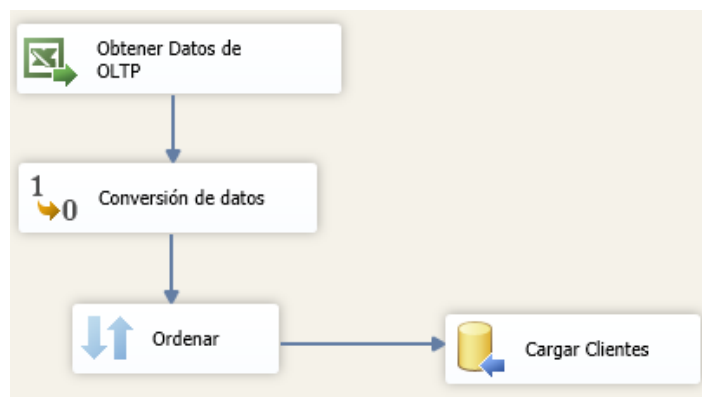 Obtener Datos de
OLTP
1
0
Conversión de datos
Ordenar
Cargar Clientes